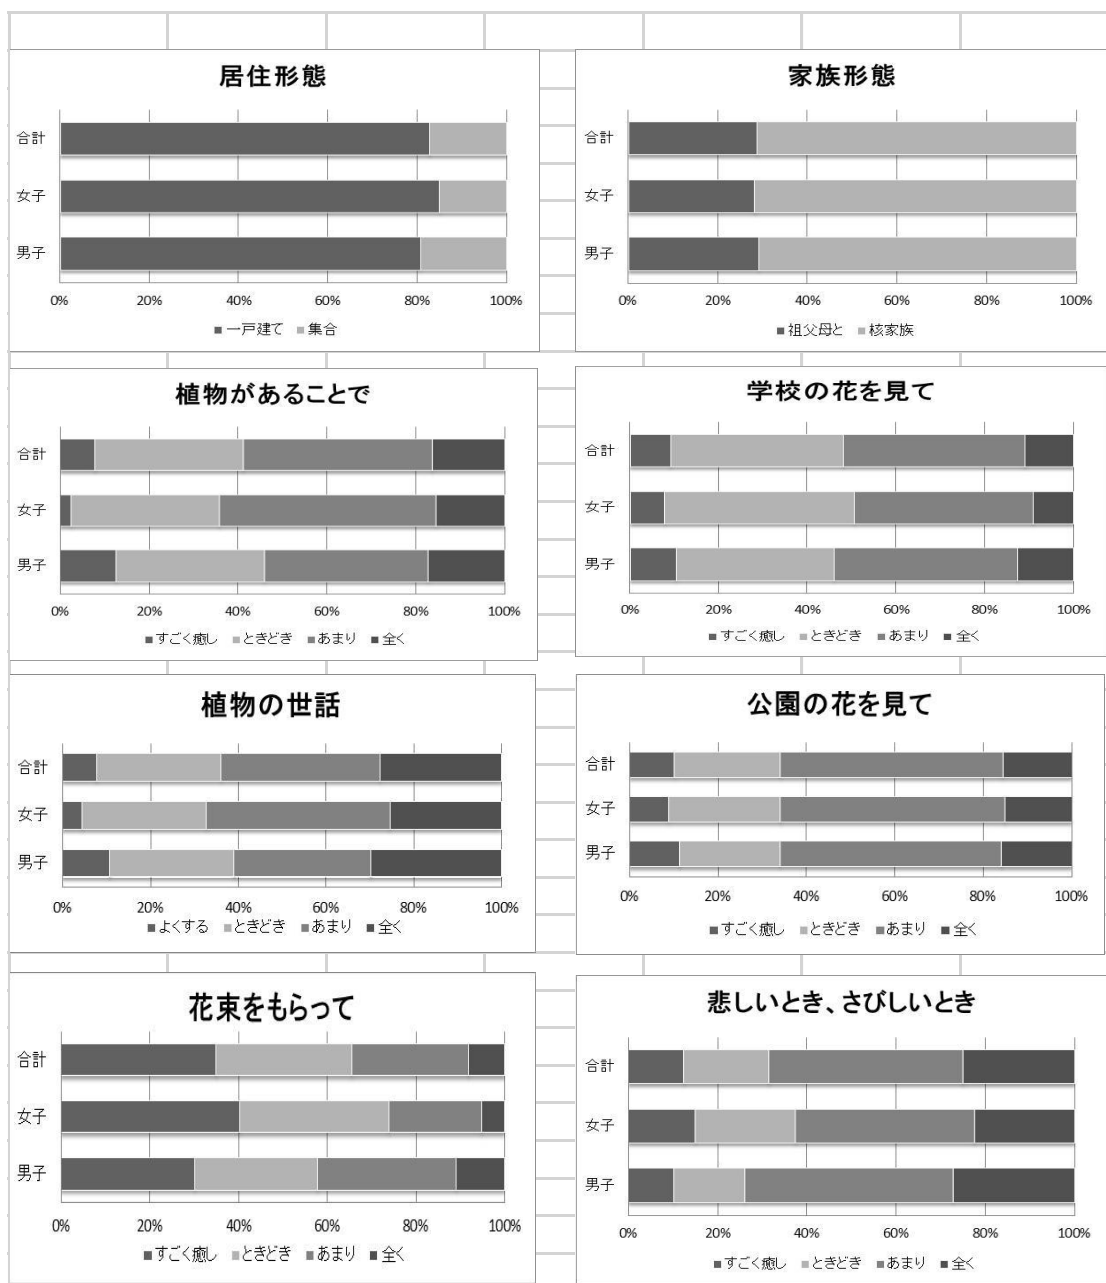 居住形態
合計
女子
男子
0% 20% 40% 60% 80% 100%
■一戸建て ■集合
家族形態
合計
女子
男子
0% 20% 40% 60% 80% 100%
■祖父母と ■核家族
植物があることで
合計
女子
男子
0% 20% 40% 60% 80% 100%
■すごく癒し ■ときどき ■あまり ■全く
学校の花を見て
合計
女子
男子
0% 20% 40% 60% 80% 100%
■すごく癒し ■ときどき ■あまり ■全く
植物の世話
合計
女子
男子
0% 20% 40% 60% 80% 100%
■よくする ■ときどき ■あまり ■全く
公園の花を見て
合計
女子
男子
0% 20% 40% 60% 80% 100%
■すごく癒し ■ときどき ■あまり ■全く
花束をもらって
合計
女子
男子
0% 20% 40% 60% 80% 100%
■すごく癒し ■ときどき ■あまり ■全く
悲しいとき、さびしいとき
合計
女子
男子
0% 20% 40% 60% 80% 100%
■すごく癒し ■ときどき ■あまり ■全く